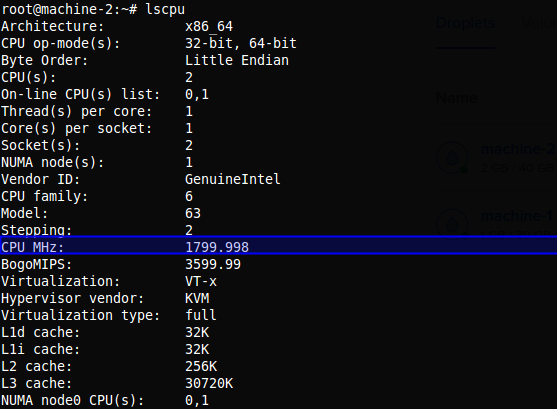 root@machine-2:~# lscpu
Architecture: x86_64
CPU op-mode(s): 32-bit, 64-bit
Byte Order: Little Endian
CPU(s): 2
On-line CPU(s) list: 0,1
Thread(s) per core: 1
Core(s) per socket: 1
Socket(s): 2
NUMA node(s): 1
Vendor ID: GenuineIntel
CPU family: 6
Model: 63
Stepping: 2
CPU MHz: 1799.998
BogoMIPS: 3599.99
Virtualization: VT-x
Hypervisor vendor: KVM
Virtualization type: full
L1d cache: 32K
L1i cache: 32K
L2 cache: 256K
L3 cache: 30720K
NUMA node0 CPU(s): 0,1
Droplets
Name
machine-2
machine-1